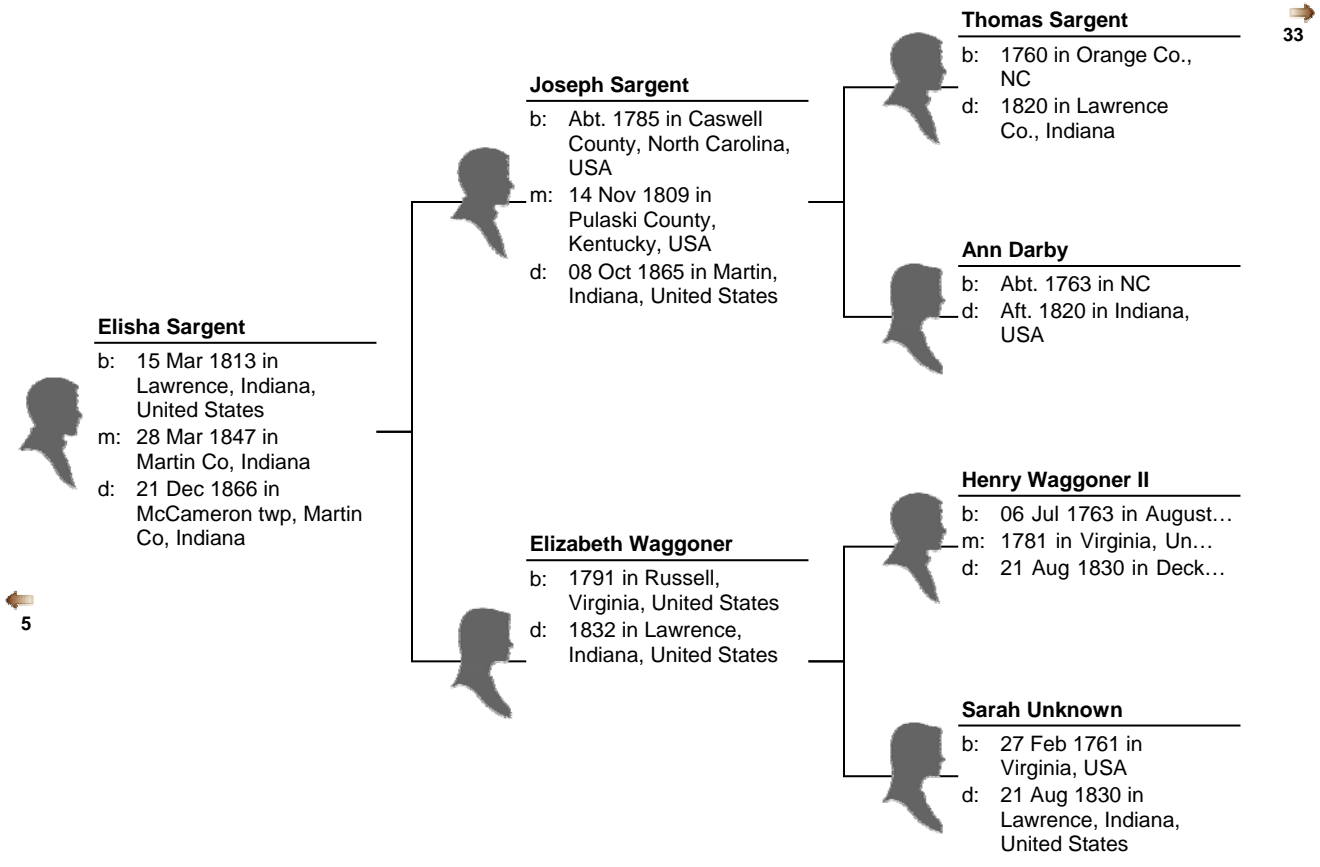 Thomas Sargent
b: 1760 in Orange Co.,
NC
d: 1820 in Lawrence
Co., Indiana
33
Joseph Sargent
b: Abt. 1785 in Caswell
County, North Carolina,
USA
m: 14 Nov 1809 in
Pulaski County,
Kentucky, USA
d: 08 Oct 1865 in Martin,
Indiana, United States
Ann Darby
b: Abt. 1763 in NC
d: Aft. 1820 in Indiana,
USA
Elisha Sargent
b: 15 Mar 1813 in
Lawrence, Indiana,
United States
m: 28 Mar 1847 in
Martin Co, Indiana
d: 21 Dec 1866 in
McCameron twp, Martin
Co, Indiana
Henry Waggoner II
b: 06 Jul 1763 in August…
m: 1781 in Virginia, Un…
d: 21 Aug 1830 in Deck…
Elizabeth Waggoner
b: 1791 in Russell,
Virginia, United States
d: 1832 in Lawrence,
Indiana, United States
5
Sarah Unknown
b: 27 Feb 1761 in
Virginia, USA
d: 21 Aug 1830 in
Lawrence, Indiana,
United States